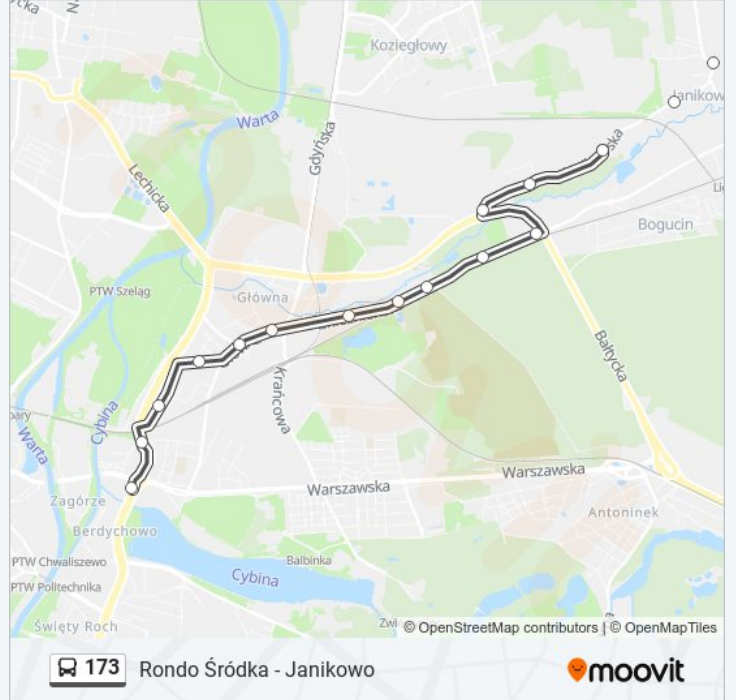 Koziegłowy
Janikow
Warta
Gdyńska
ska
Lechicka
Bogucin
PTW Szeląg
Główna
Bałtycka
Krańcowa
Cybina
Warta
Warszawska
Warszawska
Zagórze
Antoninek
Berdychowo
PTW Chwaliszewo
Balbinka
Cybina
PTW Politechnika
Święty Roch
© OpenStreetMap contributors | © OpenMapTiles
173 Rondo Śródka - Janikowo
moovit